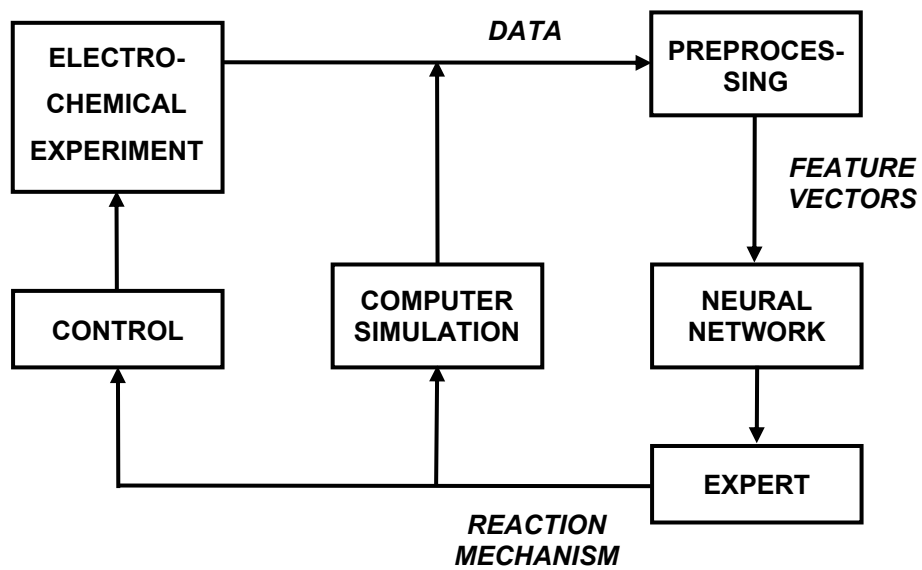 ELECTRO-
CHEMICAL
EXPERIMENT
DATA
PREPROCES-
SING
FEATURE
VECTORS
CONTROL
COMPUTER
SIMULATION
NEURAL
NETWORK
EXPERT
REACTION
MECHANISM